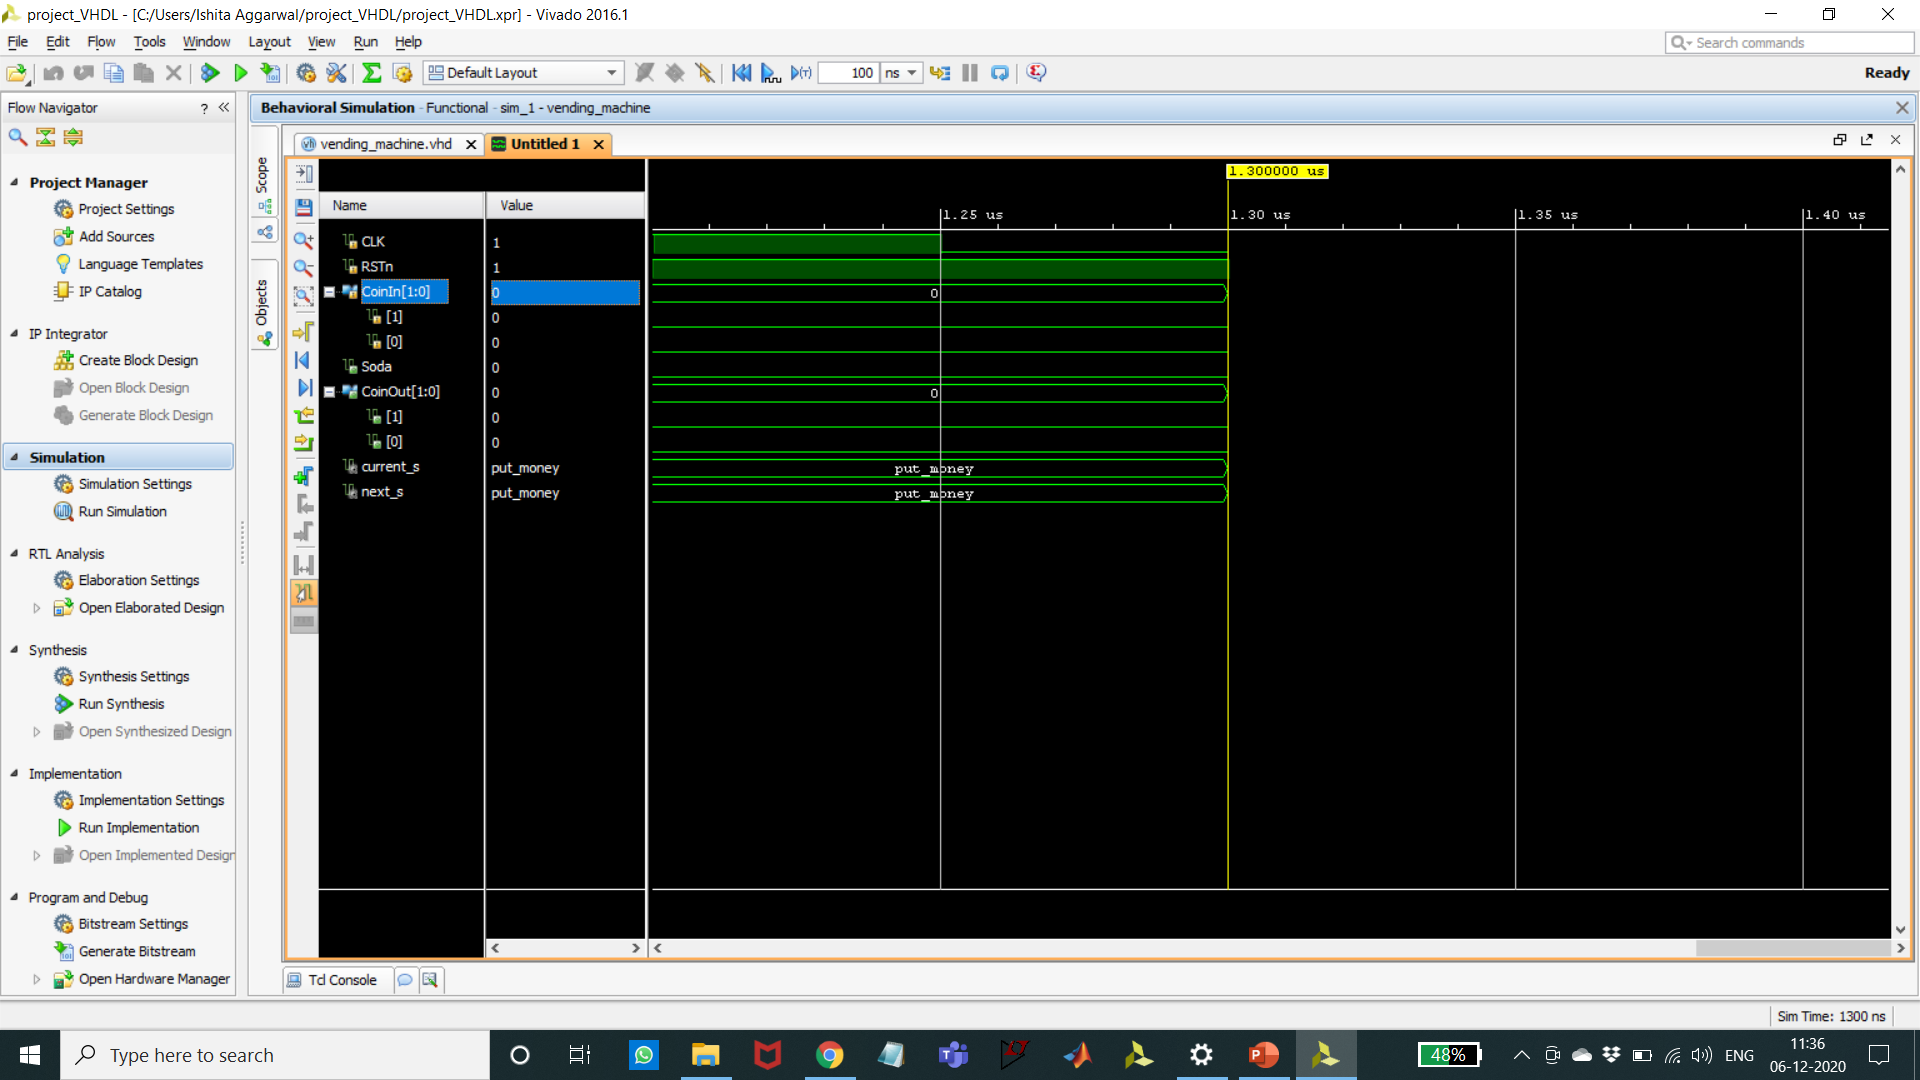 project_VHDL - [C:/Users/Ishita Aggarwal/project_VHDL/project_VHDL.xpr] - Vivado 2016.1
File Edit Flow Tools Window Layout View Run Help
Search commands
Default Layout
100 ns
Ready
Flow Navigator ? «
Behavioral Simulation - Functional - sim_1 - vending_machine
vending_machine.vhd
Untitled 1
Scope
Objects
Project Manager
Project Settings
Add Sources
Language Templates
IP Catalog
IP Integrator
Create Block Design
Open Block Design
Generate Block Design
Simulation
Simulation Settings
Run Simulation
RTL Analysis
Elaboration Settings
Open Elaborated Design
Synthesis
Synthesis Settings
Run Synthesis
Open Synthesized Design
Implementation
Implementation Settings
Run Implementation
Open Implemented Design
Program and Debug
Bitstream Settings
Generate Bitstream
Open Hardware Manager
Name Value
CLK 1
RSTn 1
CoinIn[1:0] 0
[1] 0
[0] 0
Soda 0
CoinOut[1:0] 0
[1] 0
[0] 0
current_s put_money
next_s put_money
1.300000 us
1.25 us 1.30 us 1.35 us 1.40 us
0
0
put_money
put_money
Tcl Console
Sim Time: 1300 ns
Type here to search
48%
ENG
11:36
06-12-2020